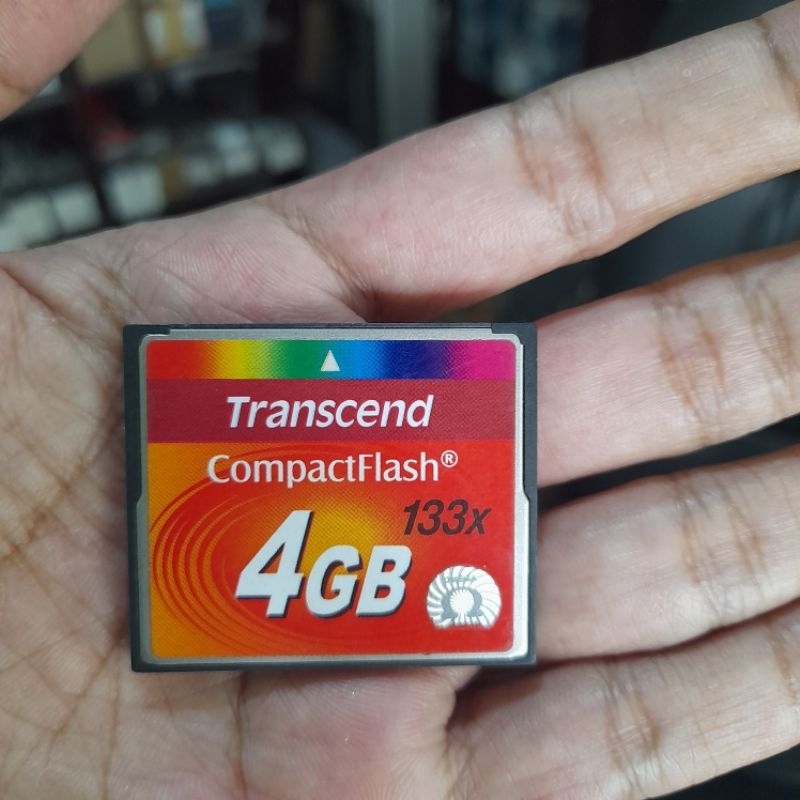 Transcend
CompactFlash®
133x
4GB